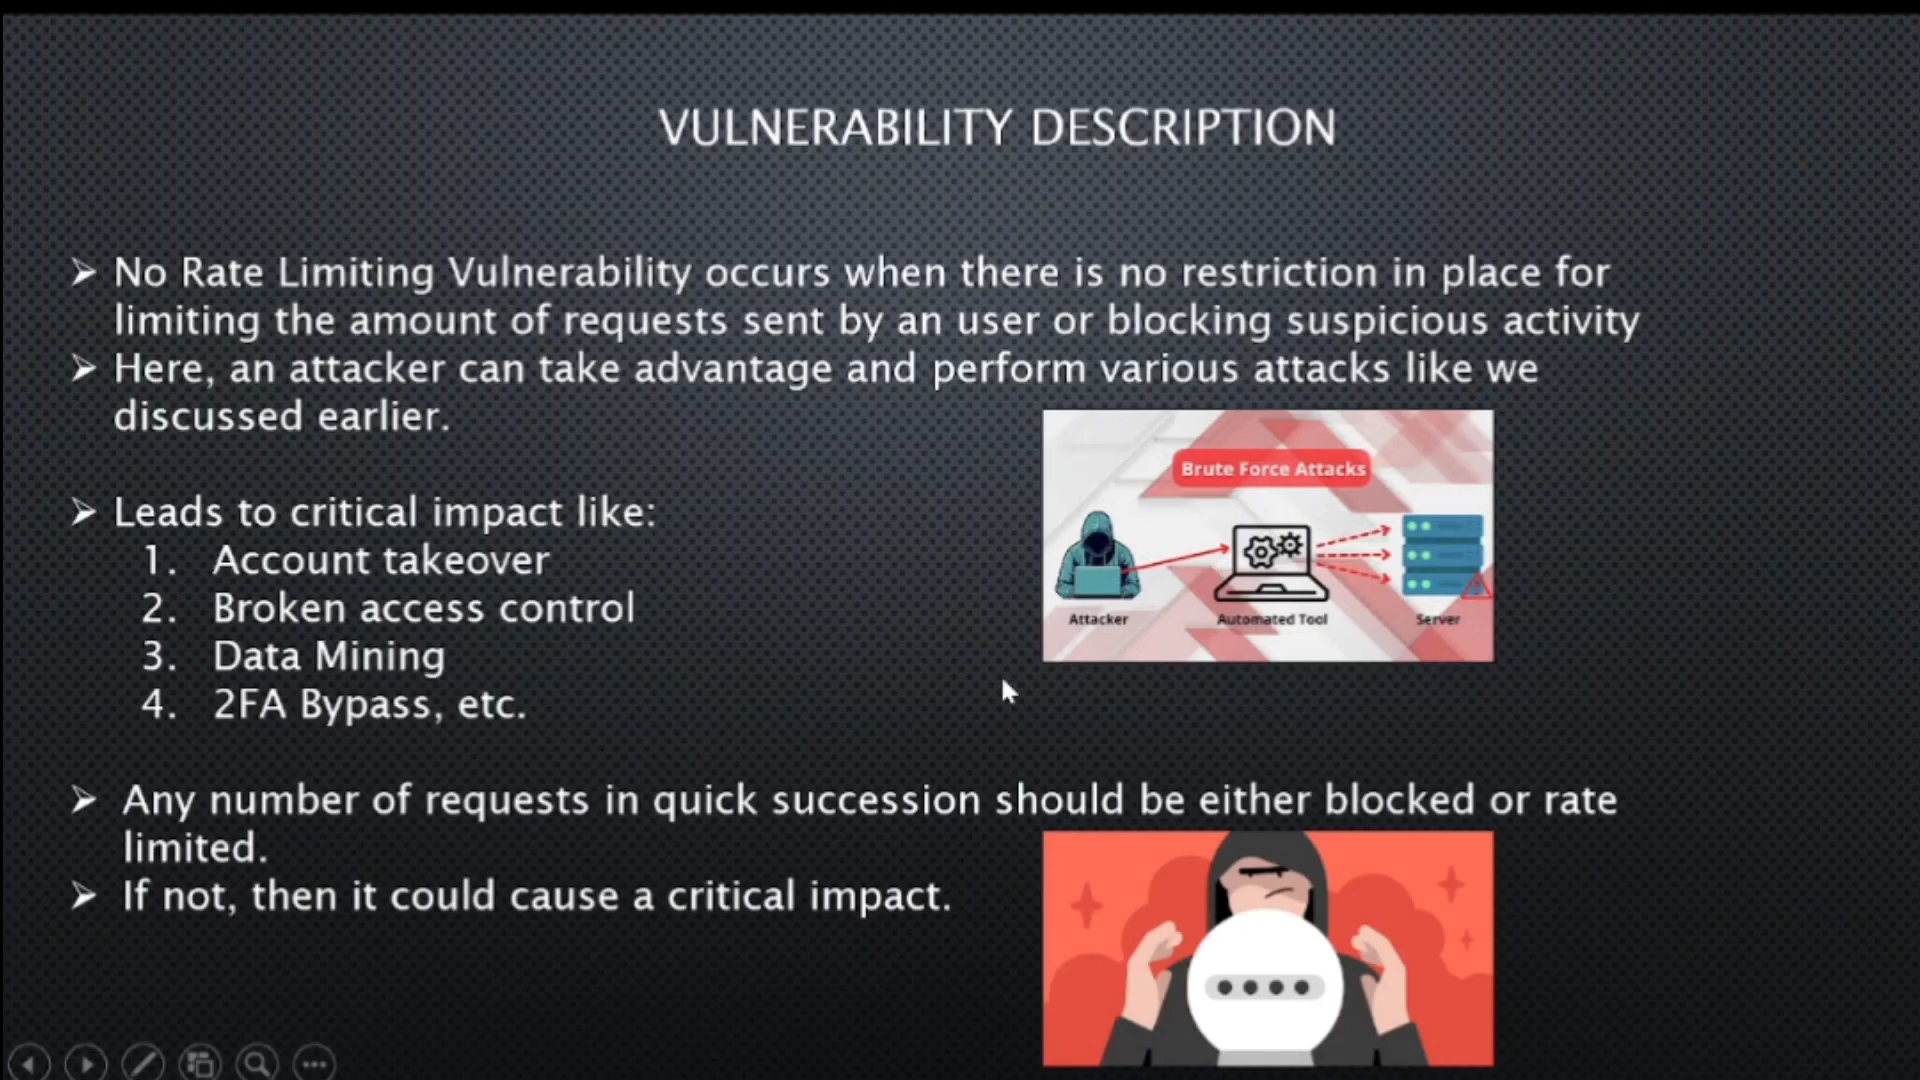 VULNERABILITY DESCRIPTION
➢ No Rate Limiting Vulnerability occurs when there is no restriction in place for
limiting the amount of requests sent by an user or blocking suspicious activity
➢ Here, an attacker can take advantage and perform various attacks like we
discussed earlier.
➢ Leads to critical impact like:
1. Account takeover
2. Broken access control
3. Data Mining
4. 2FA Bypass, etc.
Brute Force Attacks
Attacker
Automated Tool
Server
➢ Any number of requests in quick succession should be either blocked or rate
limited.
➢ If not, then it could cause a critical impact.